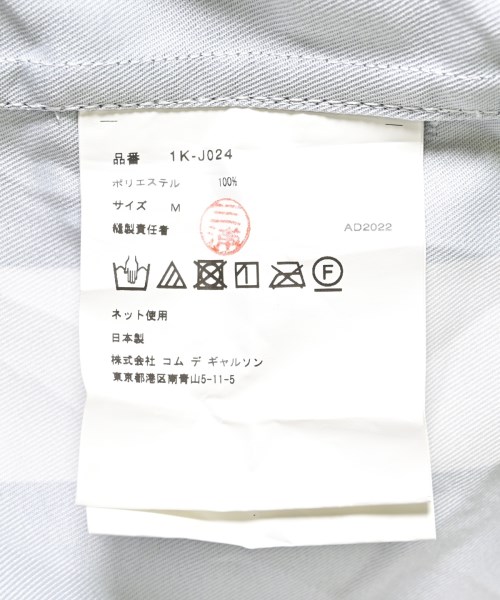 品番 1K-J024
ポリエステル 100%
サイズ M
縫製責任者 AD2022
F
ネット使用
日本製
株式会社 コム デ ギャルソン
東京都港区南青山5-11-5